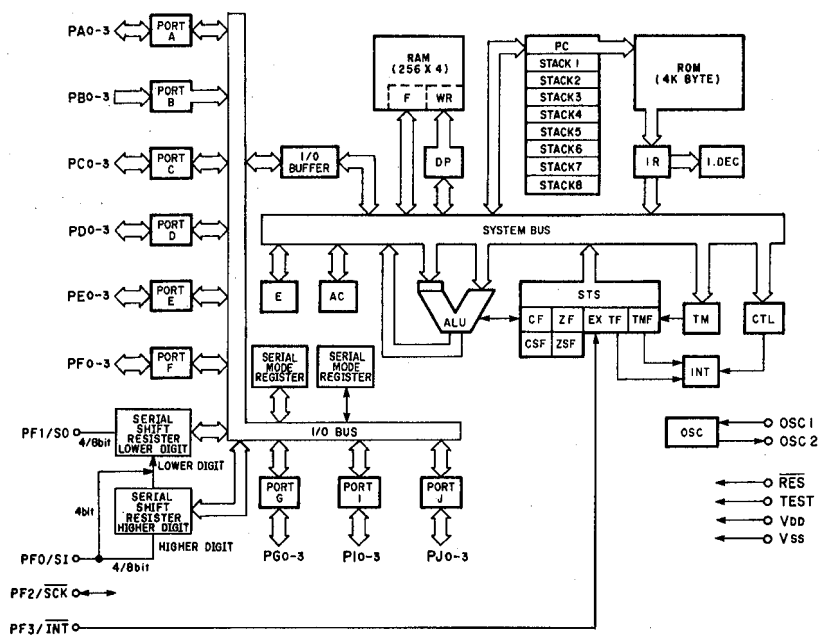 PA0-3
PORT
A
PB0-3
PORT
B
PC0-3
PORT
C
PD0-3
PORT
D
PE0-3
PORT
E
PF0-3
PORT
F
I/O
BUFFER
RAM
(256 X 4)
F
WR
DP
PC
STACK 1
STACK2
STACK3
STACK4
STACK5
STACK6
STACK7
STACK8
ROM
(4K BYTE)
IR
I.DEC
SYSTEM BUS
E
AC
ALU
STS
CF
ZF
EX TF
TNF
CSF
ZSF
TM
CTL
INT
SERIAL
MODE
REGISTER
SERIAL
MODE
REGISTER
I/O BUS
PF1/SO
4/8bit
SERIAL
SHIFT
RESISTER
LOWER DIGIT
LOWER DIGIT
4bit
SERIAL
SHIFT
RESISTER
HIGHER DIGIT
HIGHER DIGIT
PF0/SI
4/8bit
PORT
G
PORT
I
PORT
J
PG0-3
PI0-3
PJ0-3
OSC
OSC 1
OSC 2
RES
TEST
VDD
VSS
PF2/SCK
PF3/INT